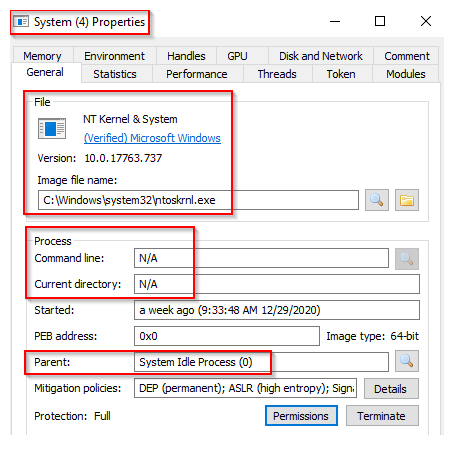 System (4) Properties
Memory Environment Handles GPU Disk and Network Comment
General Statistics Performance Threads Token Modules
File
NT Kernel & System
(Verified) Microsoft Windows
Version: 10.0.17763.737
Image file name:
C:\Windows\system32\ntoskrnl.exe
Process
Command line: N/A
Current directory: N/A
Started: a week ago (9:33:48 AM 12/29/2020)
PEB address: 0x0 Image type: 64-bit
Parent: System Idle Process (0)
Mitigation policies: DEP (permanent); ASLR (high entropy); Signa Details
Protection: Full Permissions Terminate